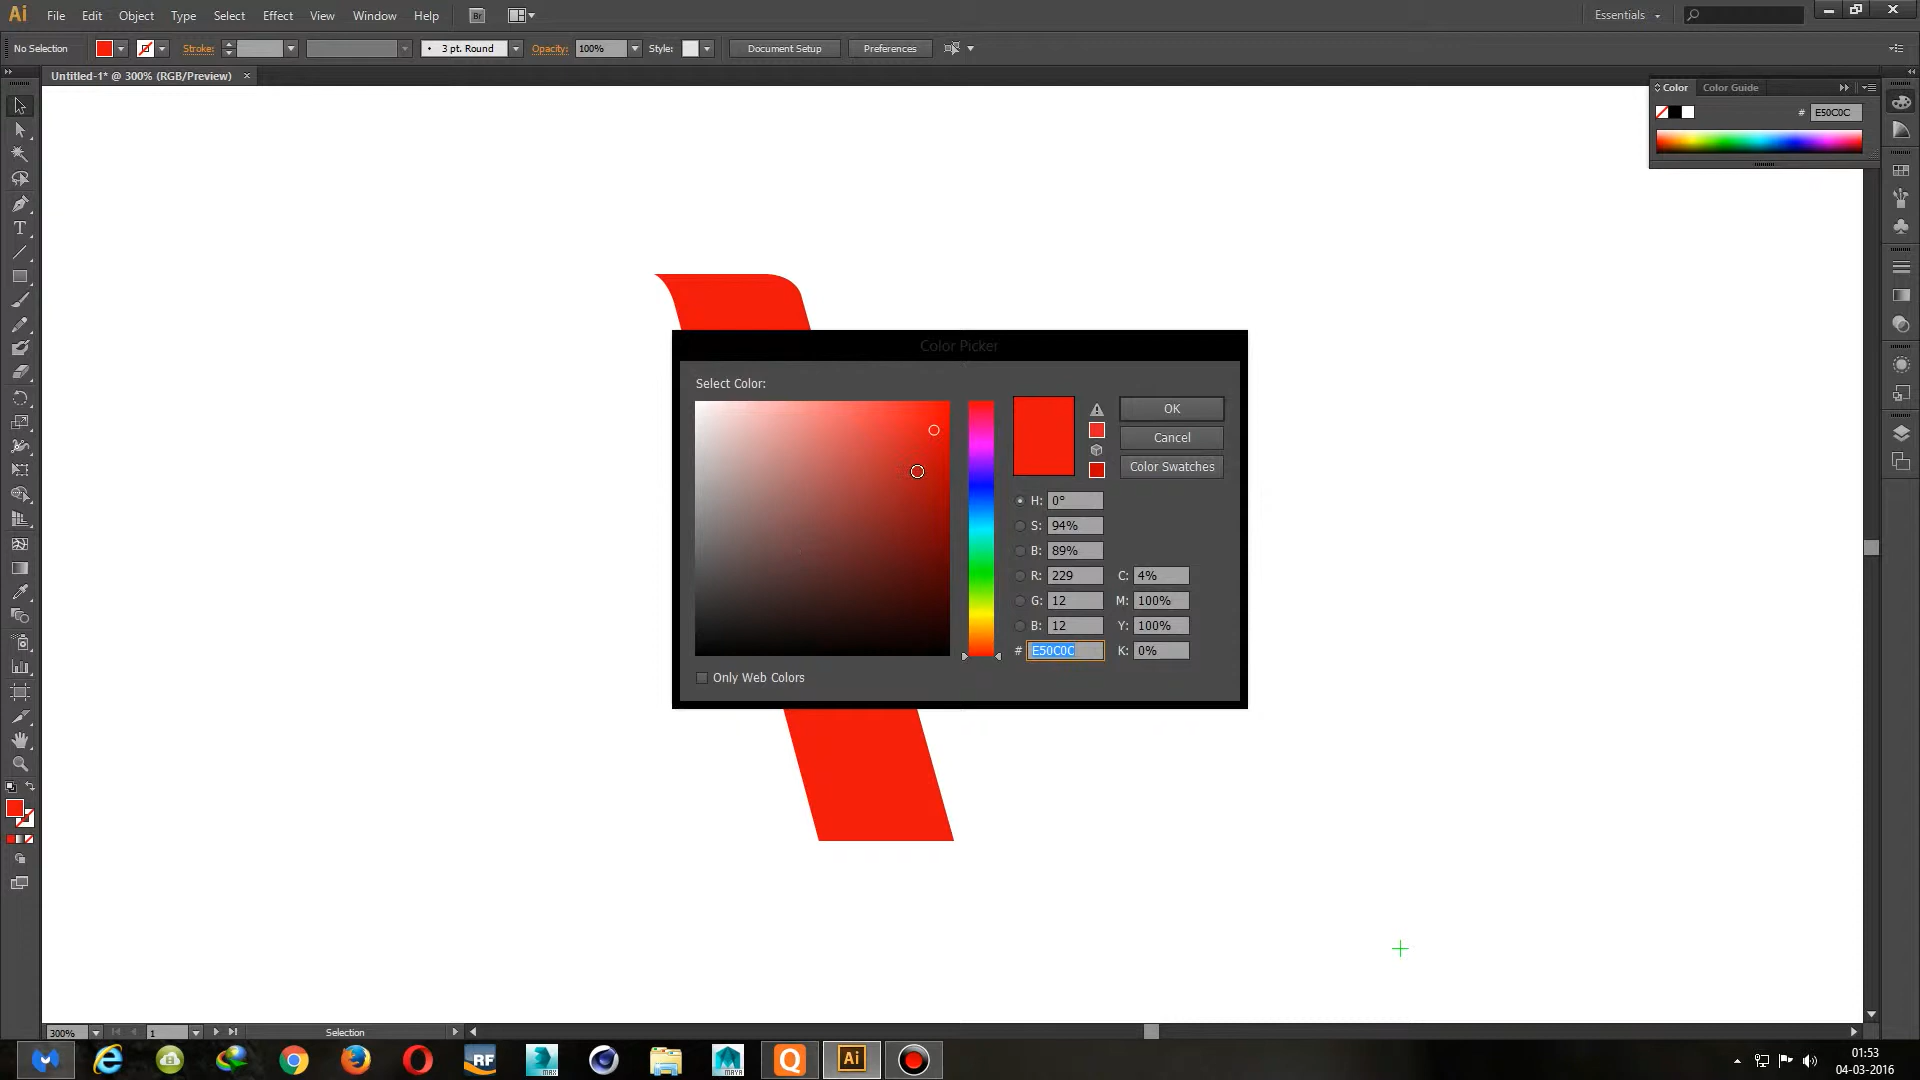 Ai File Edit Object Type Select Effect View Window Help Br Essentials
No Selection Stroke: 3 pt. Round Opacity: 100% Style: Document Setup Preferences
Untitled-1* @ 300% (RGB/Preview) ×
Color Color Guide
# E50C0C
Color Picker
Select Color:
OK
Cancel
Color Swatches
H: 0°
S: 94%
B: 89%
R: 229 C: 4%
G: 12 M: 100%
B: 12 Y: 100%
# E50C0C K: 0%
Only Web Colors
300% 1 Selection
RF MAX MAYA Q Ai
01:53
04-03-2016